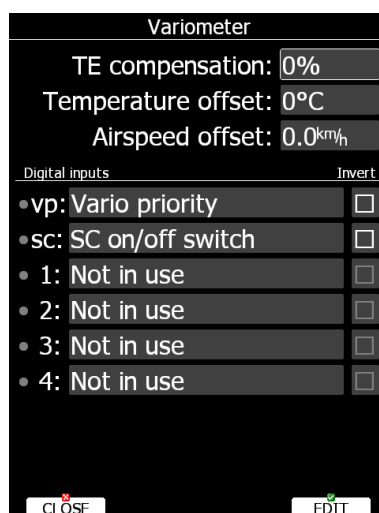 Variometer
TE compensation: 0%
Temperature offset: 0°C
Airspeed offset: 0.0km/h
Digital inputs Invert
vp: Vario priority
sc: SC on/off switch
1: Not in use
2: Not in use
3: Not in use
4: Not in use
CLOSE EDIT